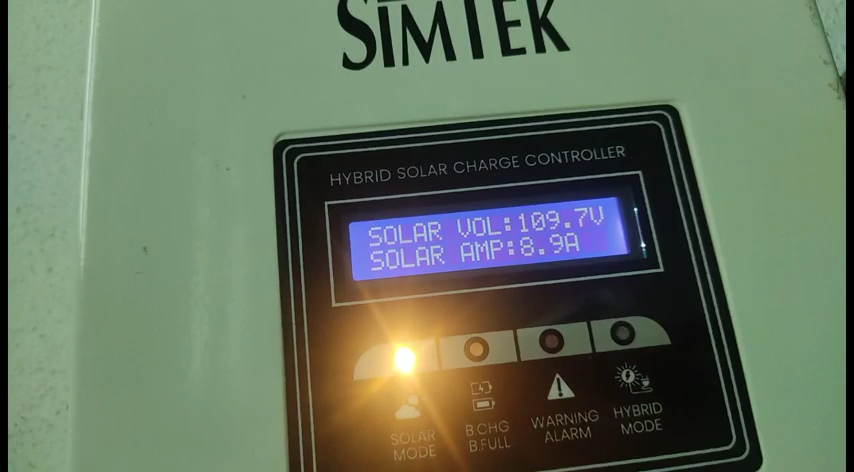 SIMTEK
HYBRID SOLAR CHARGE CONTROLLER
SOLAR VOL:109.7V
SOLAR AMP:8.9A
SOLAR
MODE
B.CHG
B.FULL
WARNING
ALARM
HYBRID
MODE